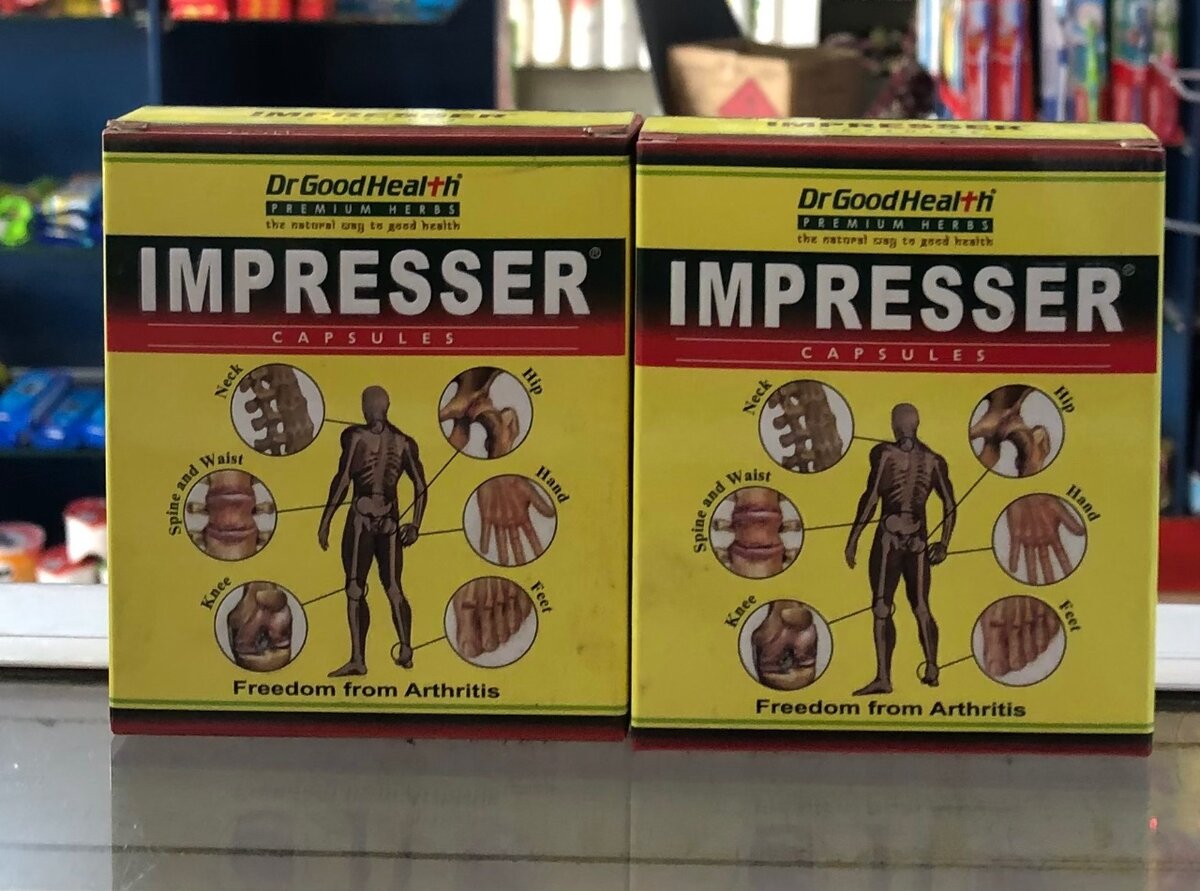 IMPRESSER
DrGoodHealth
PREMIUM HERBS
the natural way to good health
IMPRESSER®
CAPSULES
Neck
Hip
Spine and Waist
Hand
Knee
Feet
Freedom from Arthritis
IMPRESSER
DrGoodHealth
PREMIUM HERBS
the natural way to good health
IMPRESSER®
CAPSULES
Neck
Hip
Spine and Waist
Hand
Knee
Feet
Freedom from Arthritis